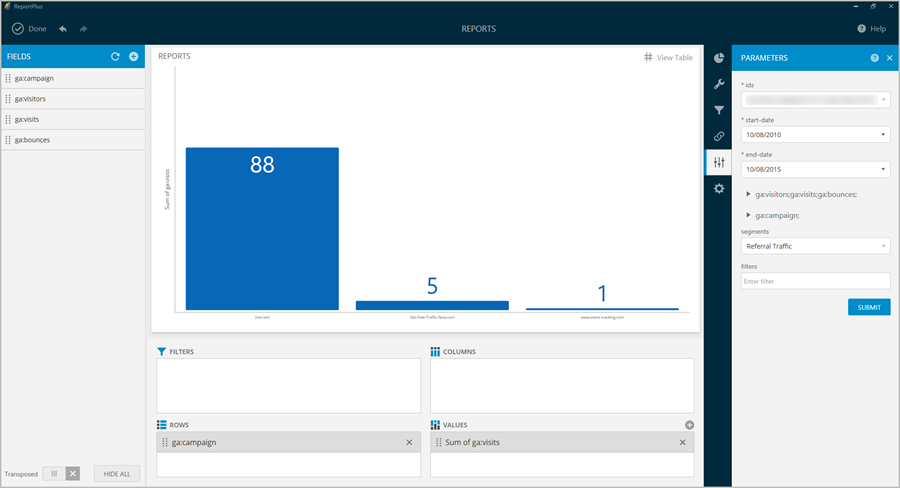 ReportPlus
Done
REPORTS
Help
FIELDS
ga:campaign
ga:visitors
ga:visits
ga:bounces
Transposed
HIDE ALL
REPORTS
View Table
Sum of ga:visits
88
5
1
(not set)
Get-Free-Traffic-Now.com
www.event-tracking.com
FILTERS
COLUMNS
ROWS
ga:campaign
VALUES
Sum of ga:visits
PARAMETERS
* ids
* start-date
10/08/2010
* end-date
10/08/2015
ga:visitors;ga:visits;ga:bounces;
ga:campaign;
segments
Referral Traffic
filters
Enter filter
SUBMIT